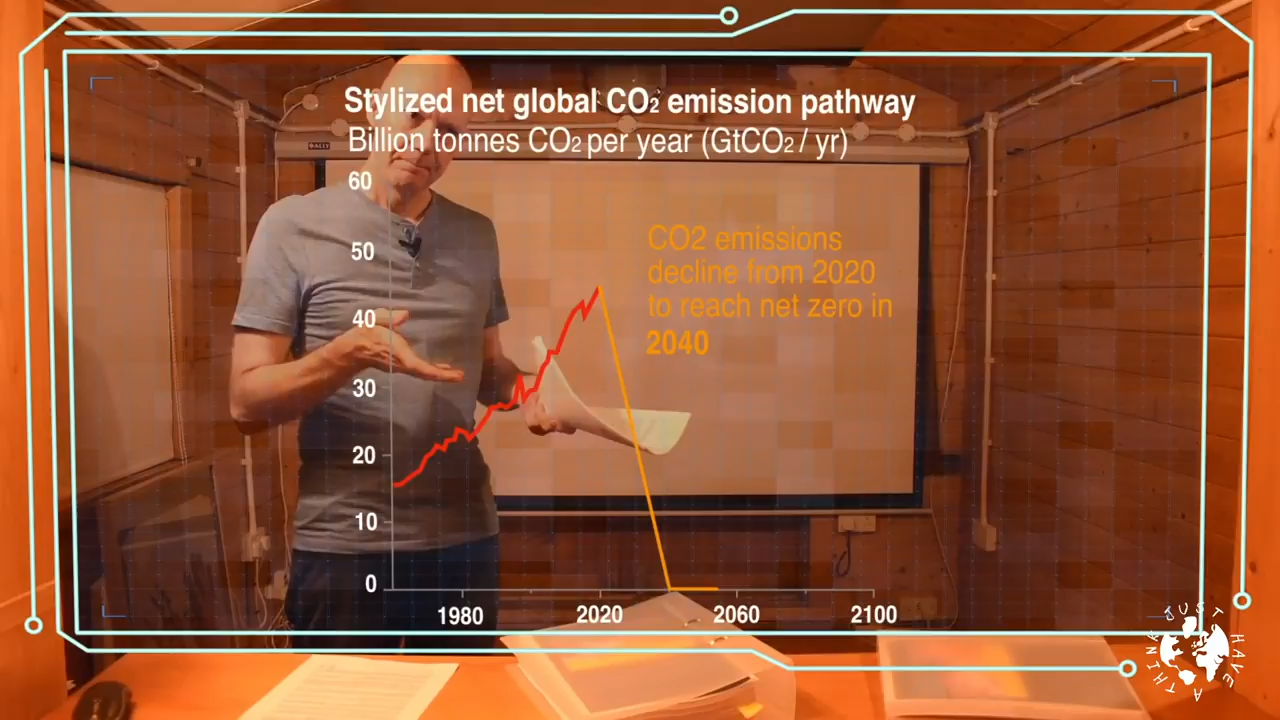 Stylized net global CO₂ emission pathway
Billion tonnes CO₂ per year (GtCO₂ / yr)
60
50
40
30
20
10
0
CO2 emissions
decline from 2020
to reach net zero in
2040
1980
2020
2060
2100
JUST HAVE A THINK